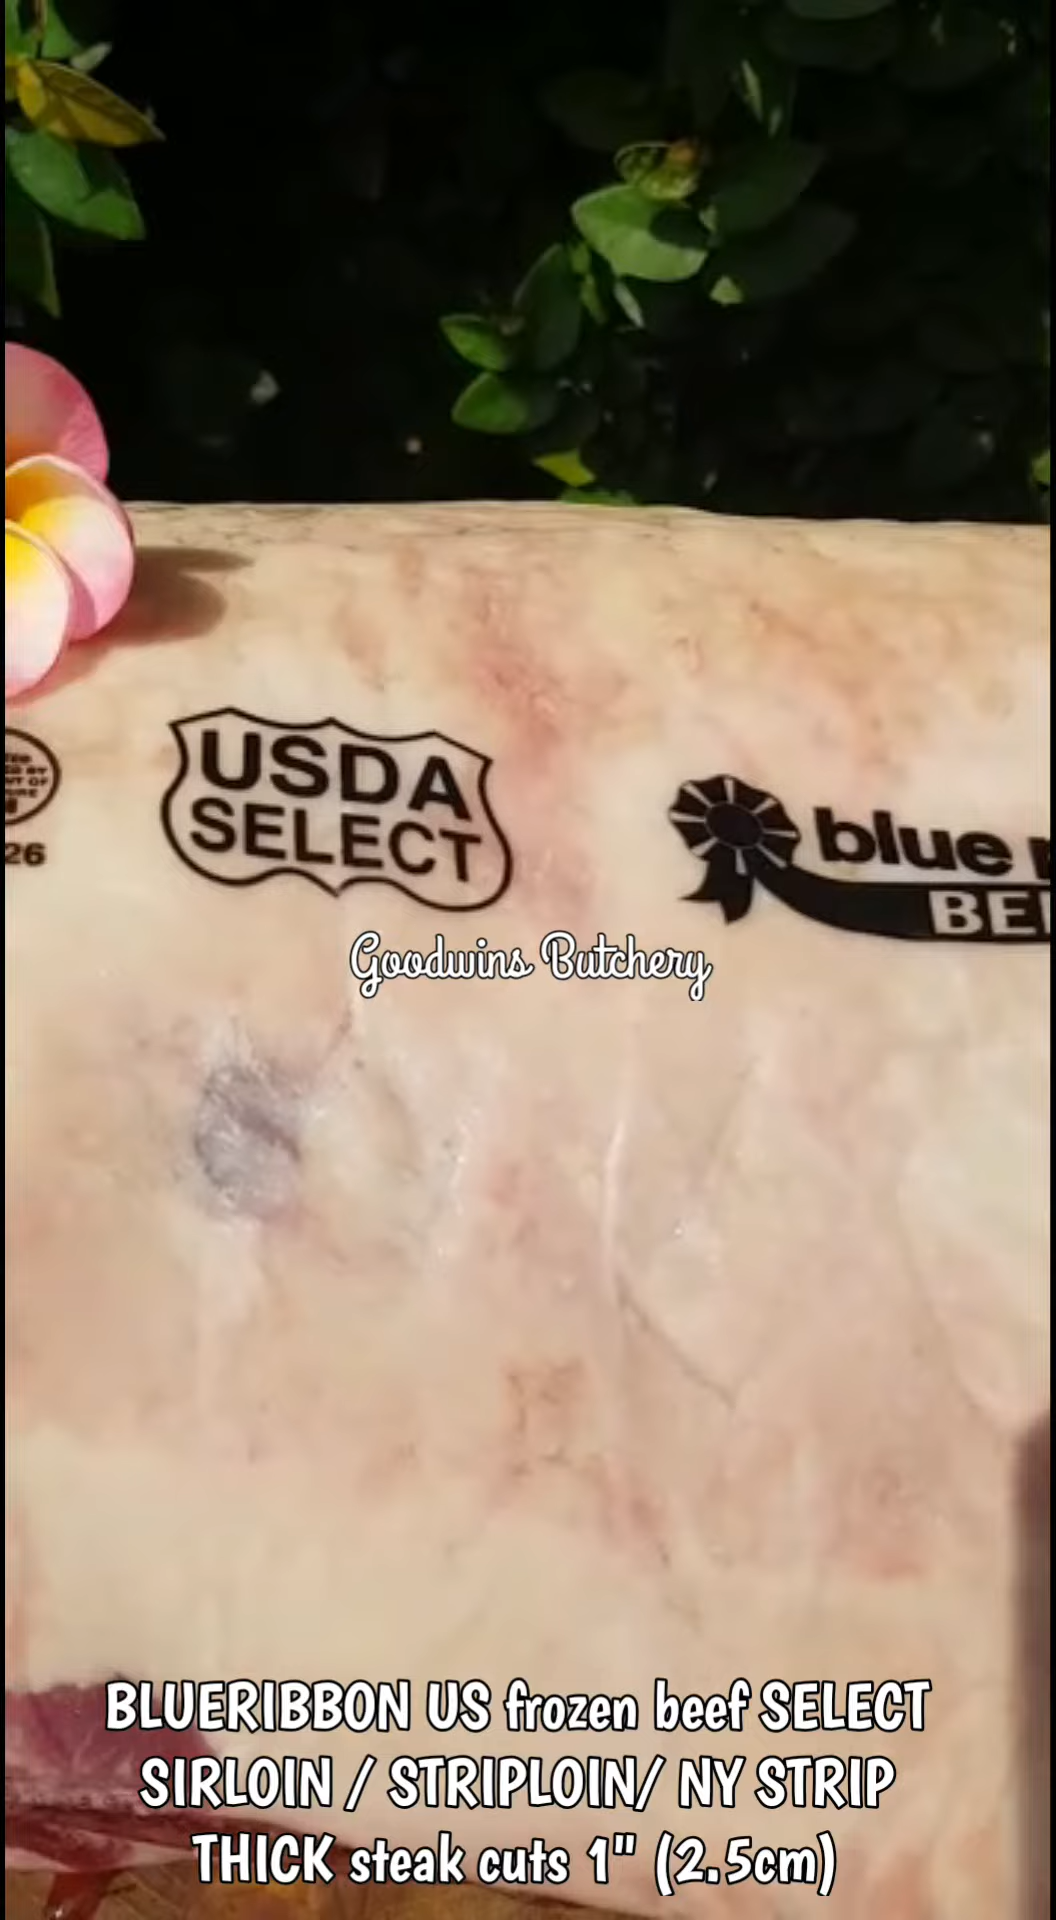 USDA
SELECT
26
blue
Goodwins Butchery
BLUERIBBON US frozen beef SELECT
SIRLOIN / STRIPLOIN/ NY STRIP
THICK steak cuts 1" (2.5cm)